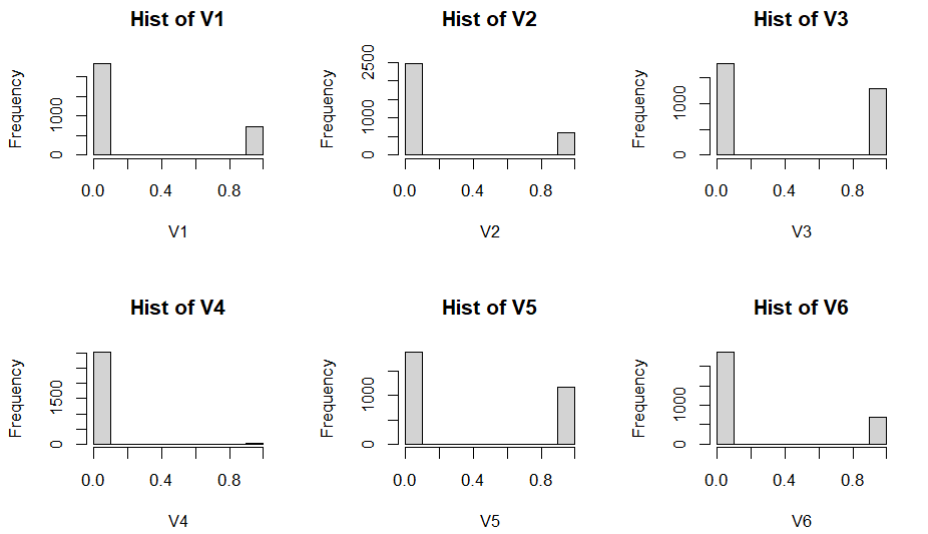 Hist of V1
Hist of V2
Hist of V3
Frequency
0 1000
0.0 0.4 0.8
V1
Frequency
0 1000 2500
0.0 0.4 0.8
V2
Frequency
0 1000
0.0 0.4 0.8
V3
Hist of V4
Hist of V5
Hist of V6
Frequency
0 1500
0.0 0.4 0.8
V4
Frequency
0 1000
0.0 0.4 0.8
V5
Frequency
0 1000
0.0 0.4 0.8
V6